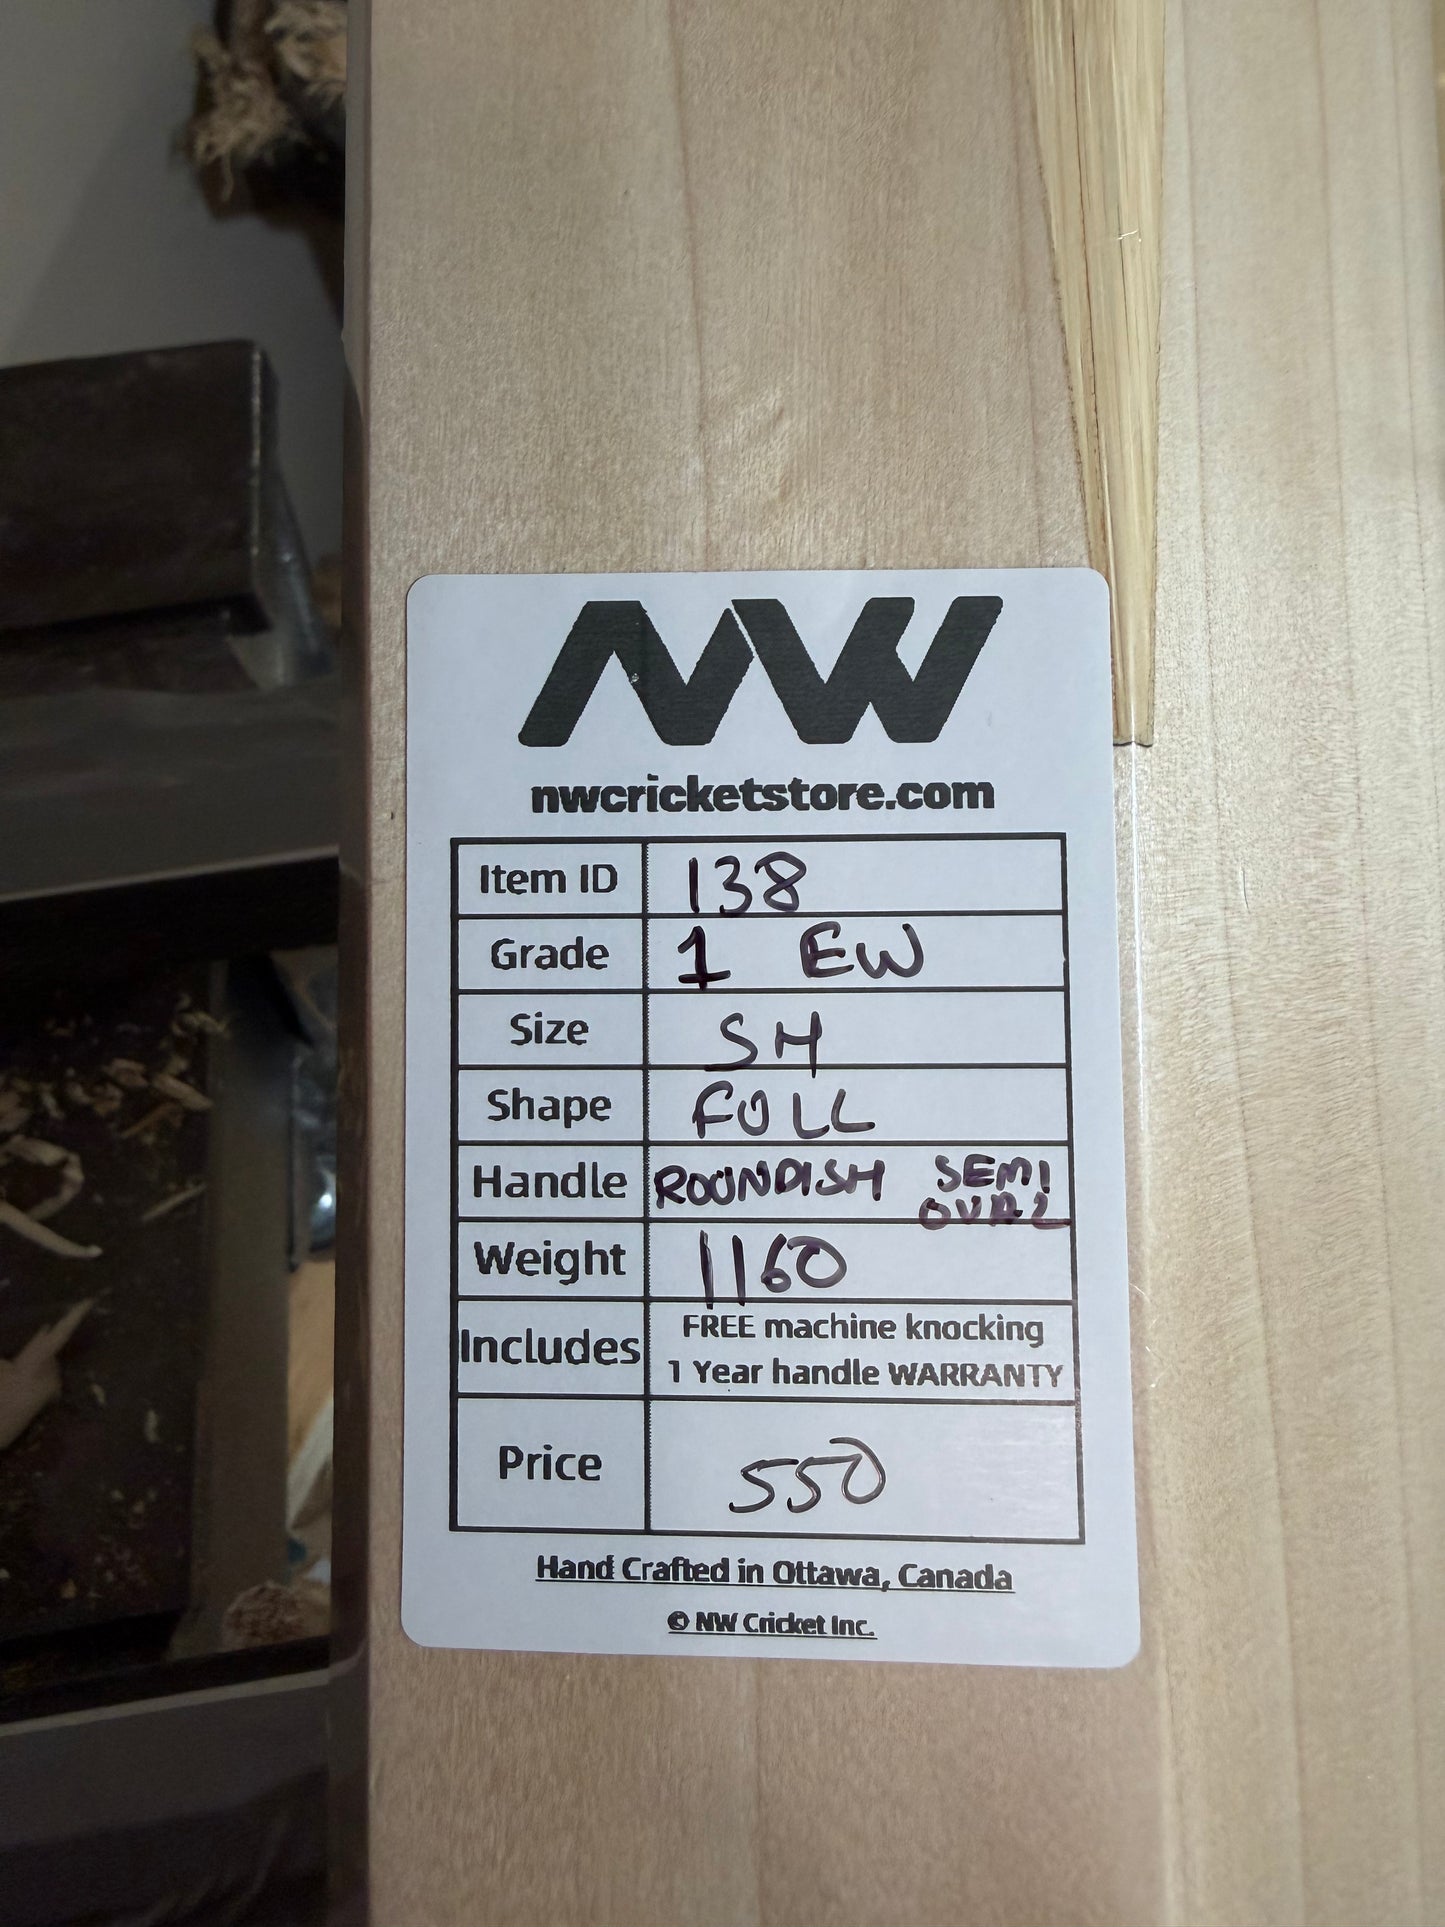 NW
nwcricketstore.com
Item ID 138
Grade 1 EW
Size SH
Shape FULL
Handle ROUNDISH SEMI OVAL
Weight 1160
Includes FREE machine knocking
1 Year handle WARRANTY
Price 550
Hand Crafted in Ottawa, Canada
© NW Cricket Inc.